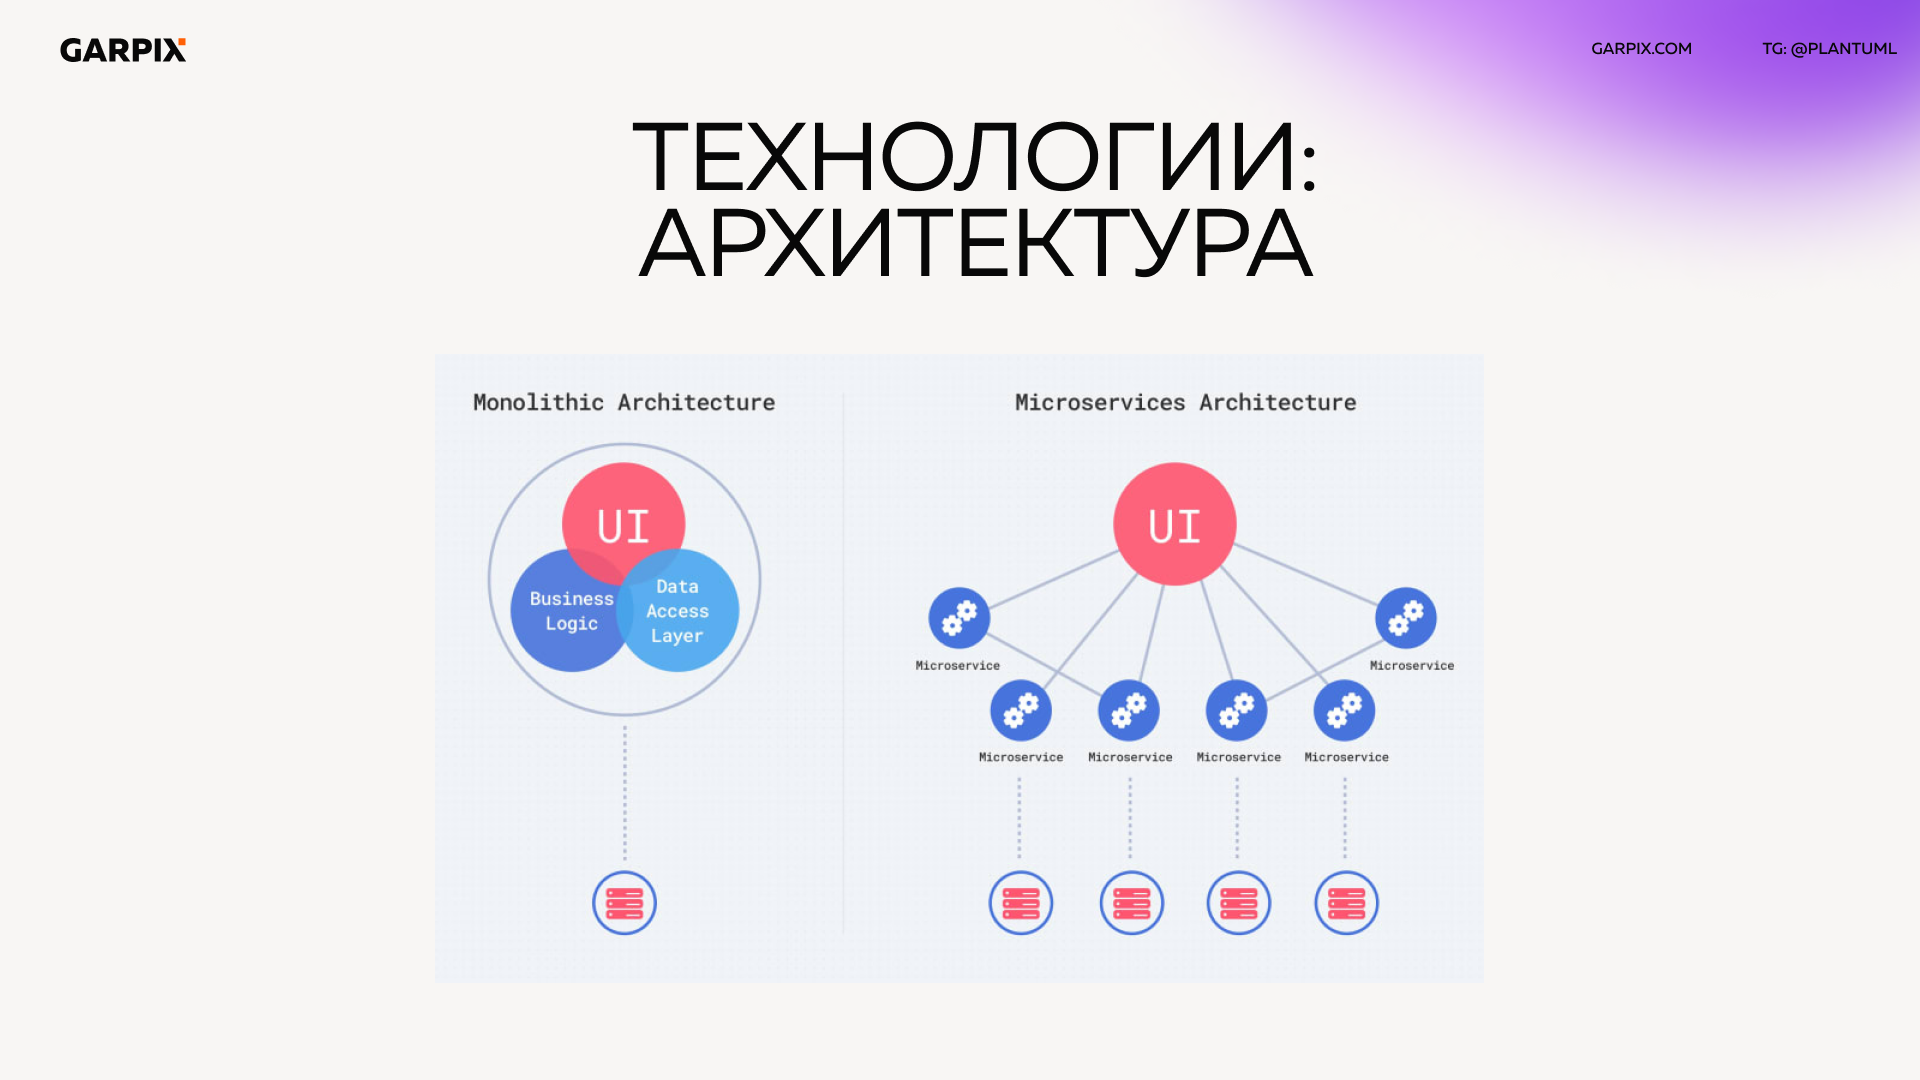 GARPIX
GARPIX.COM
TG: @PLANTUML
ТЕХНОЛОГИИ:
АРХИТЕКТУРА
Monolithic Architecture
UI
Business
Logic
Data
Access
Layer
Microservices Architecture
UI
Microservice
Microservice
Microservice
Microservice
Microservice
Microservice